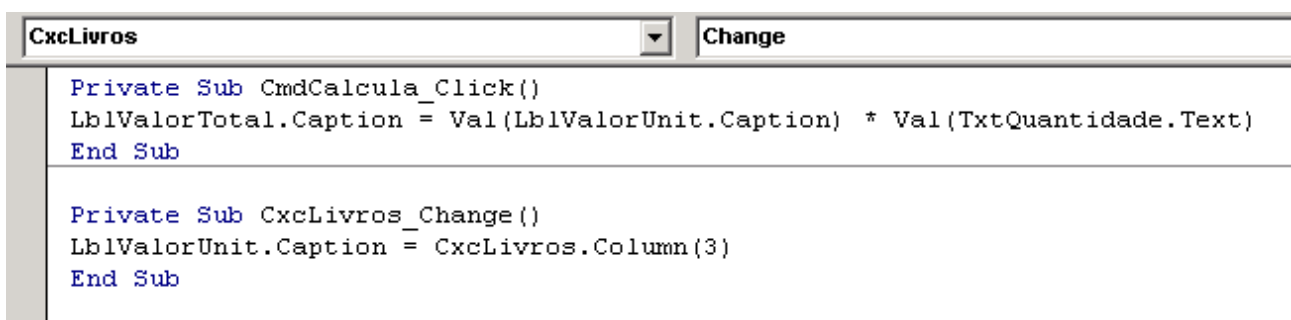 CxcLivros Change
Private Sub CmdCalcula_Click()
LblValorTotal.Caption = Val(LblValorUnit.Caption) * Val(TxtQuantidade.Text)
End Sub
Private Sub CxcLivros_Change()
LblValorUnit.Caption = CxcLivros.Column(3)
End Sub